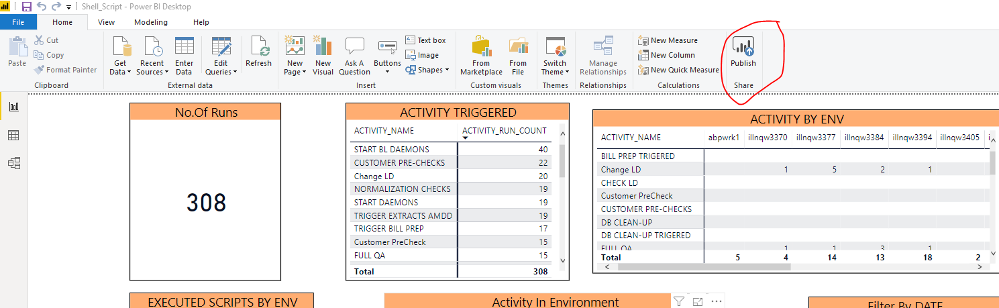 Shell_Script - Power BI Desktop
File Home View Modeling Help
Paste
Cut
Copy
Format Painter
Clipboard
Get Data
Recent Sources
Enter Data
Edit Queries
Refresh
External data
New Page
New Visual
Ask A Question
Buttons
Text box
Image
Shapes
Insert
From Marketplace
From File
Custom visuals
Switch Theme
Themes
Manage Relationships
Relationships
New Measure
New Column
New Quick Measure
Calculations
Publish
Share
No.Of Runs
308
ACTIVITY TRIGGERED
ACTIVITY_NAME ACTIVITY_RUN_COUNT
START BL DAEMONS 40
CUSTOMER PRE-CHECKS 22
Change LD 20
NORMALIZATION CHECKS 19
START DAEMONS 19
TRIGGER EXTRACTS AMDD 19
TRIGGER BILL PREP 17
Customer PreCheck 15
FULL QA 15
Total 308
ACTIVITY BY ENV
ACTIVITY_NAME abpwrk1 illnqw3370 illnqw3377 illnqw3384 illnqw3394 illnqw3405
BILL PREP TRIGERED
Change LD 1 5 2 1
CHECK LD
Customer PreCheck
CUSTOMER PRE-CHECKS
DB CLEAN-UP
DB CLEAN-UP TRIGERED
FULL QA 1 1 3 1
Total 5 4 14 13 18 2
EXECUTED SCRIPTS BY ENV
Activity In Environment
Filter By DATE